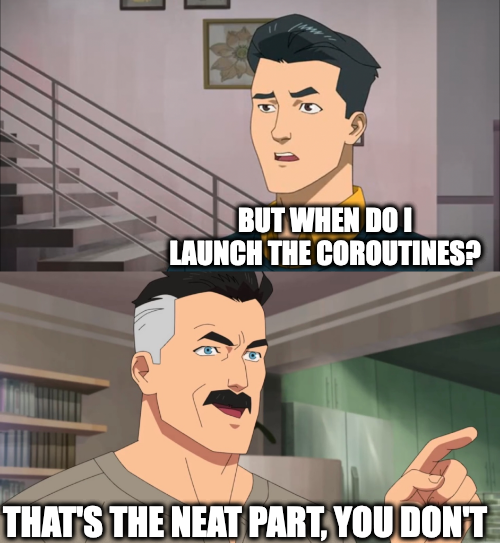 BUT WHEN DO I
LAUNCH THE COROUTINES?
THAT'S THE NEAT PART, YOU DON'T